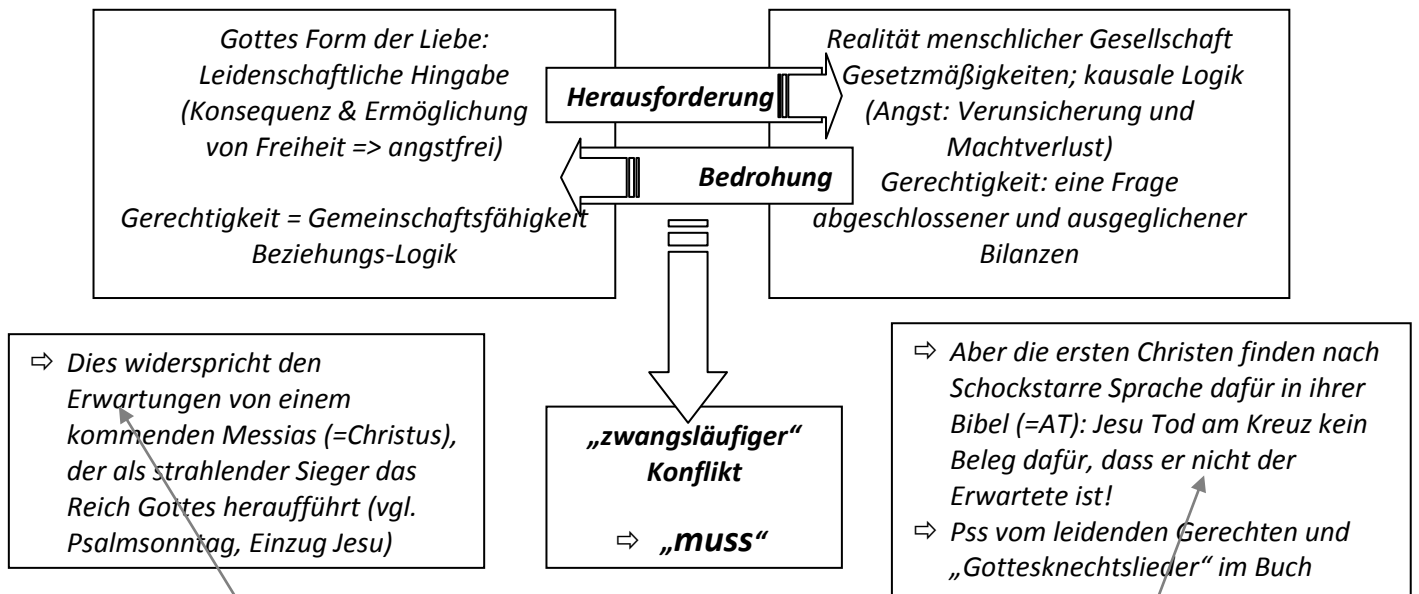 Gottes Form der Liebe:
Leidenschaftliche Hingabe
(Konsequenz & Ermöglichung
von Freiheit => angstfrei)
Gerechtigkeit = Gemeinschaftsfähigkeit
Beziehungs-Logik
Herausforderung
Bedrohung
Realität menschlicher Gesellschaft
Gesetzmäßigkeiten; kausale Logik
(Angst: Verunsicherung und
Machtverlust)
Gerechtigkeit: eine Frage
abgeschlossener und ausgeglichener
Bilanzen
⇨ Dies widerspricht den
Erwartungen von einem
kommenden Messias (=Christus),
der als strahlender Sieger das
Reich Gottes heraufführt (vgl.
Psalmsonntag, Einzug Jesu)
„zwangsläufiger“
Konflikt
⇨ „muss“
⇨ Aber die ersten Christen finden nach
Schockstarre Sprache dafür in ihrer
Bibel (=AT): Jesu Tod am Kreuz kein
Beleg dafür, dass er nicht der
Erwartete ist!
⇨ Pss vom leidenden Gerechten und
„Gottesknechtslieder“ im Buch